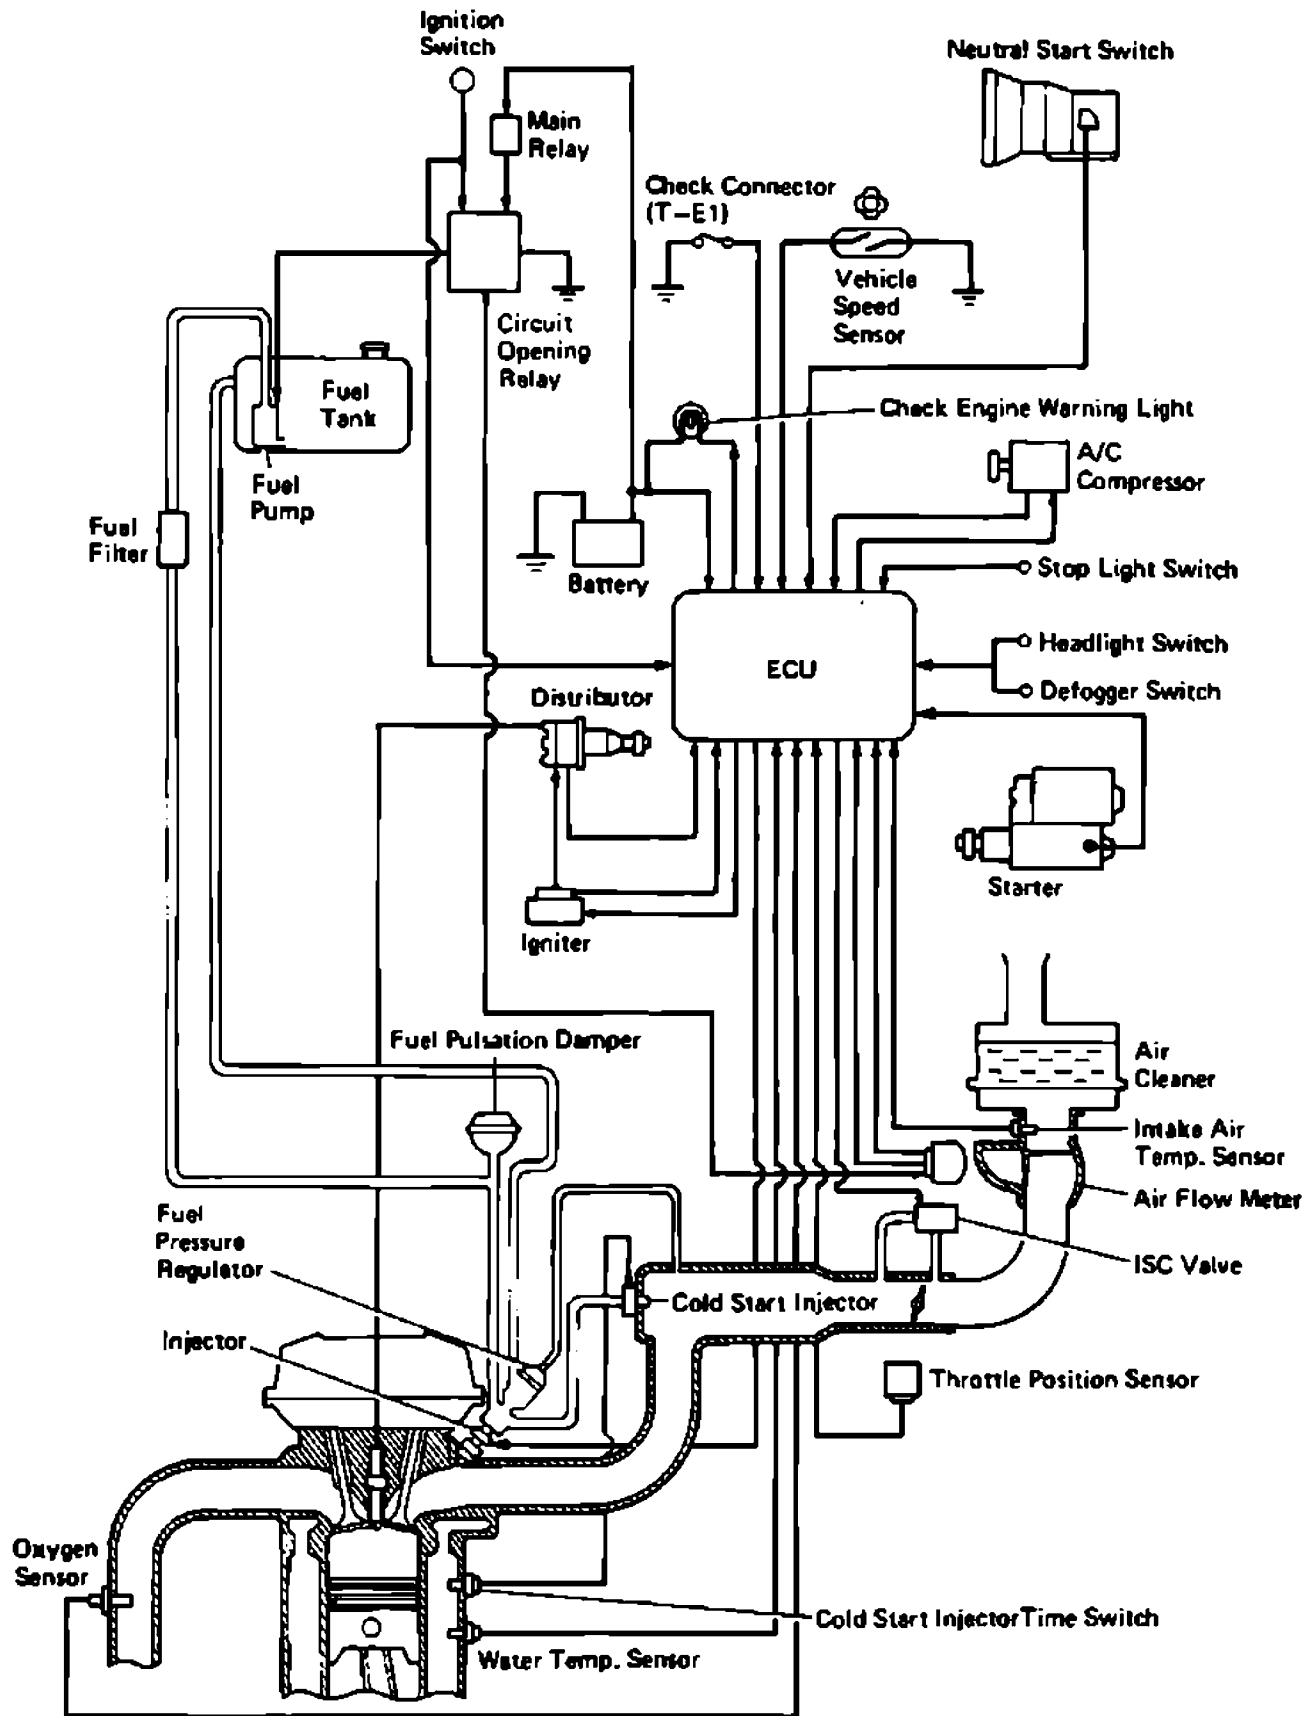 Ignition
Switch
Neutral Start Switch
Main
Relay
Check Connector
(T-E1)
Vehicle
Speed
Sensor
Circuit
Opening
Relay
Fuel
Tank
Check Engine Warning Light
A/C
Compressor
Fuel
Pump
Fuel
Filter
Battery
Stop Light Switch
Headlight Switch
ECU
Defogger Switch
Distributor
Starter
Igniter
Fuel Pulsation Damper
Air
Cleaner
Intake Air
Temp. Sensor
Air Flow Meter
Fuel
Pressure
Regulator
ISC Valve
Cold Start Injector
Injector
Throttle Position Sensor
Oxygen
Sensor
Cold Start Injector Time Switch
Water Temp. Sensor